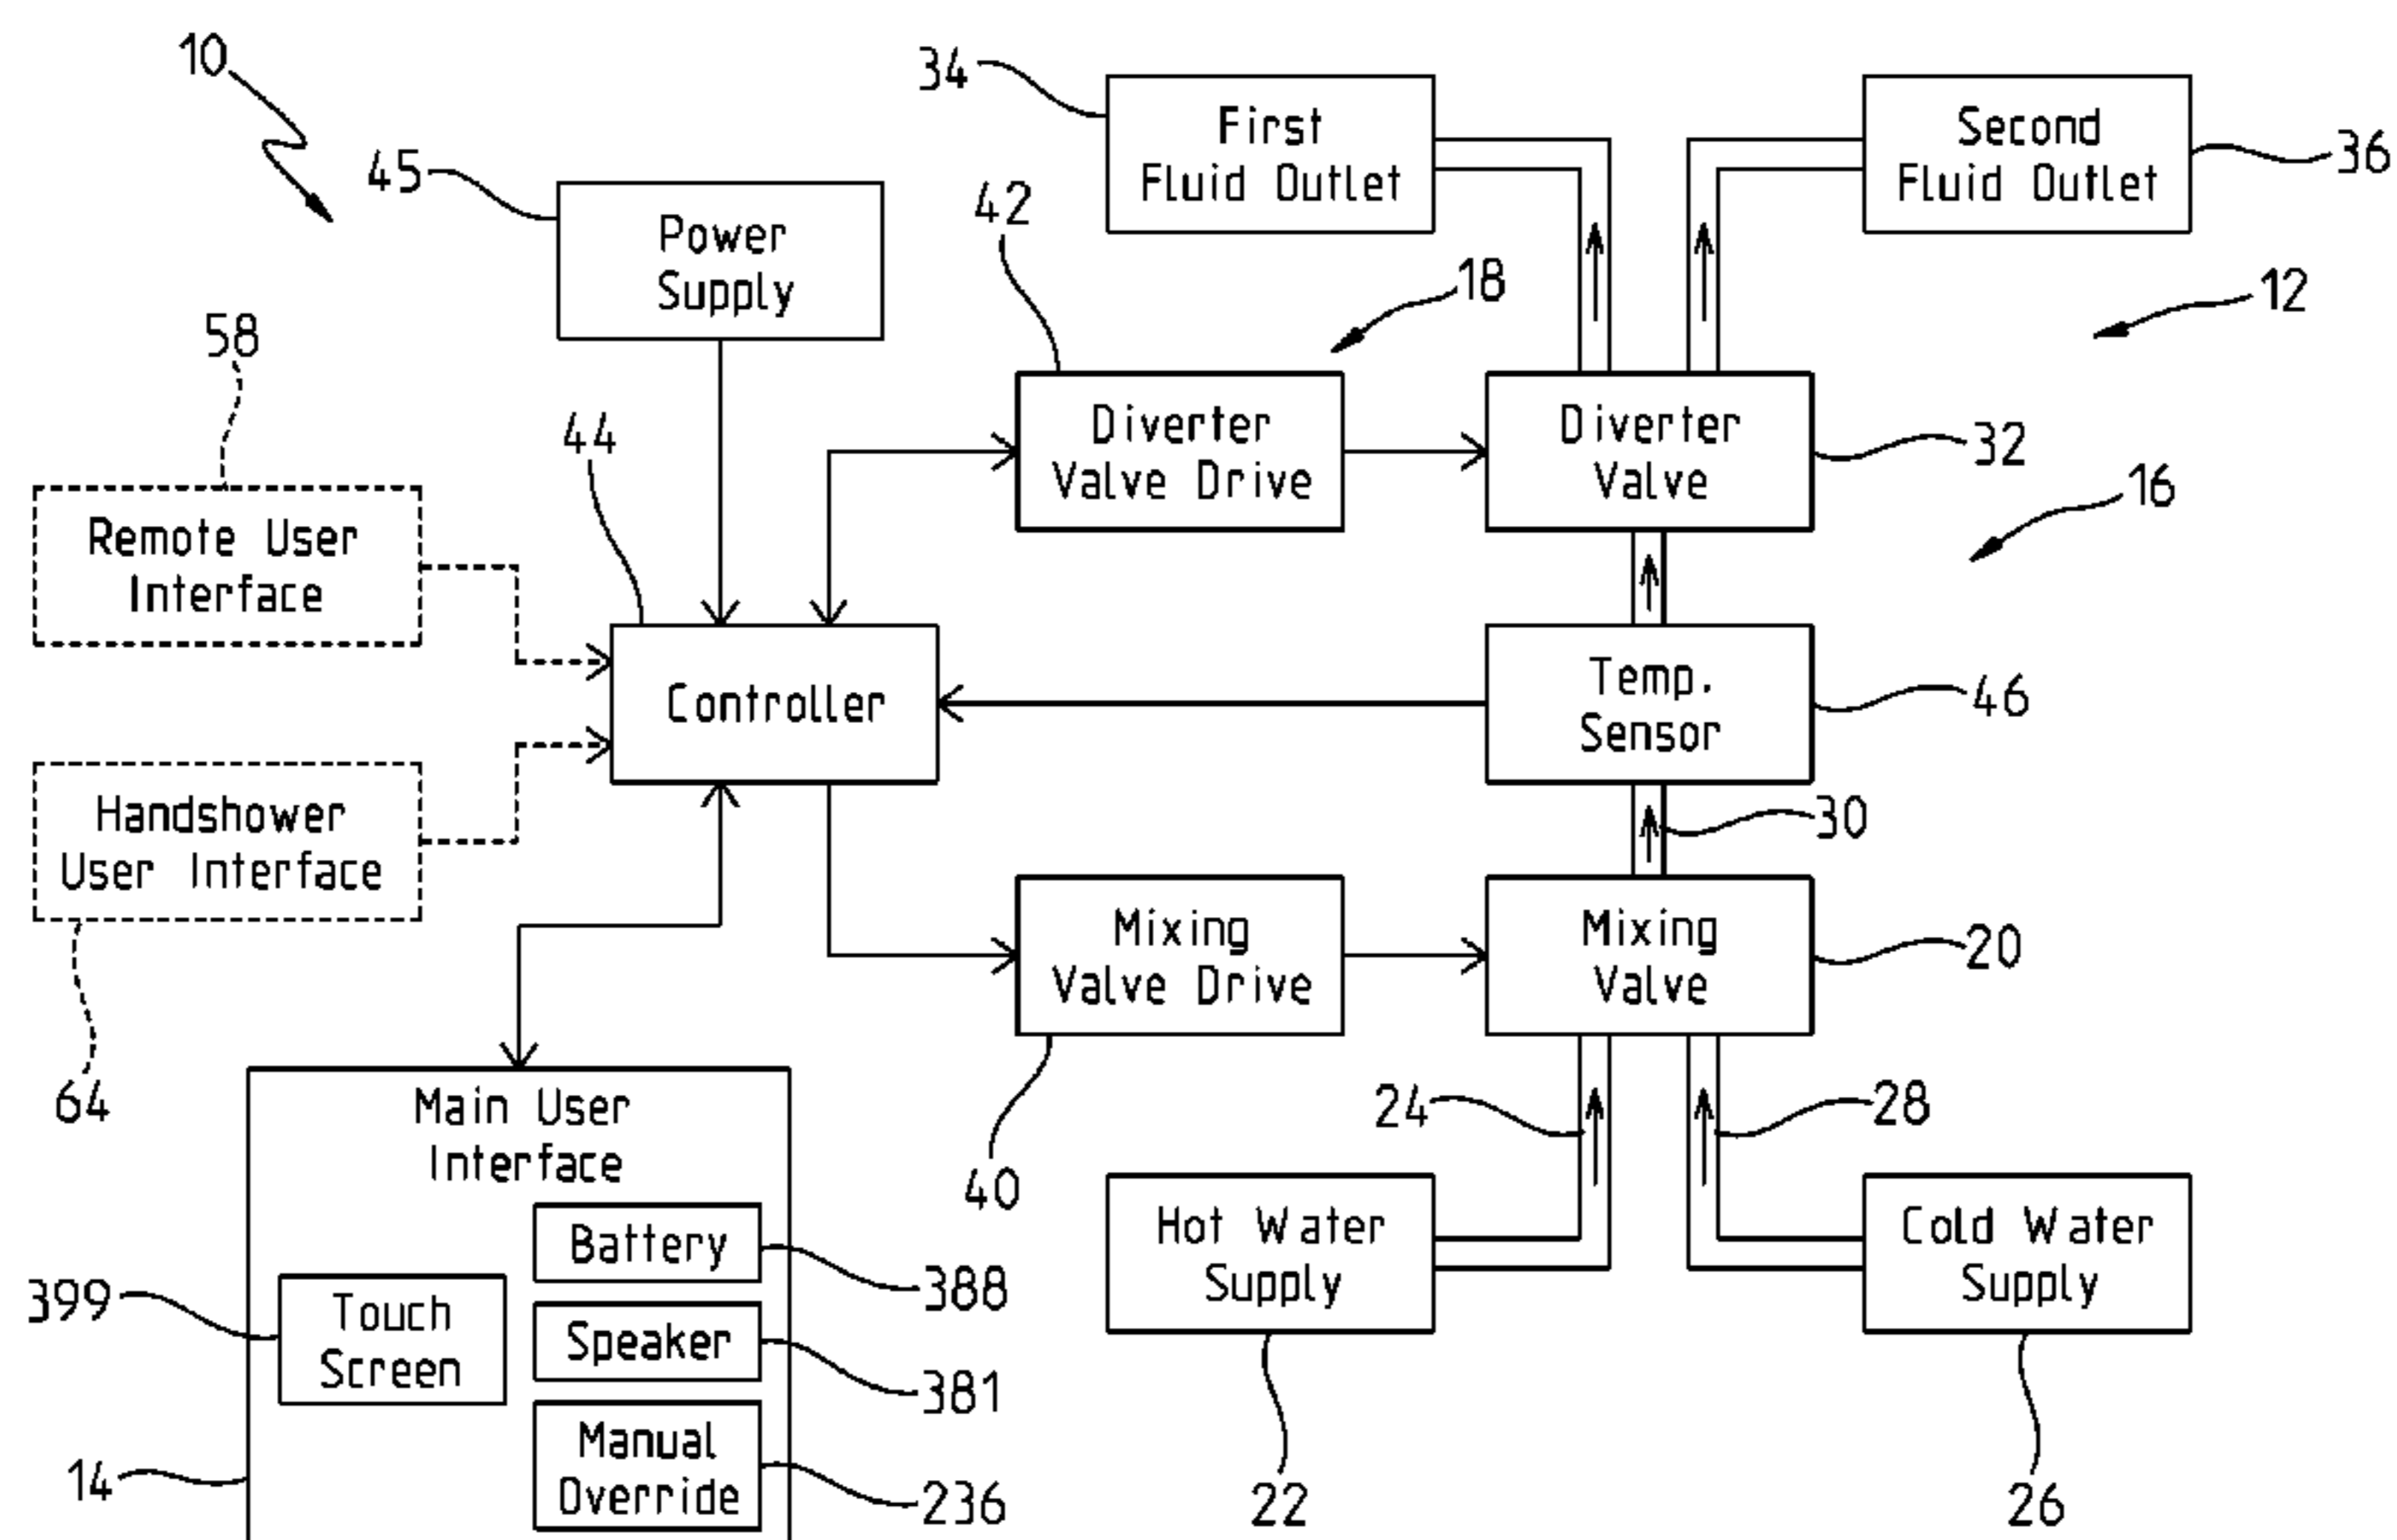 10
34
First
Fluid Outlet
Second
Fluid Outlet
36
45
Power
Supply
42
18
12
58
44
Diverter
Valve Drive
Diverter
Valve
32
16
Remote User
Interface
Controller
Temp.
Sensor
46
Handshower
User Interface
30
64
Mixing
Valve Drive
Mixing
Valve
20
40
24
28
Main User
Interface
Battery
388
399
Touch
Screen
Speaker
381
14
Manual
Override
236
Hot Water
Supply
Cold Water
Supply
22
26